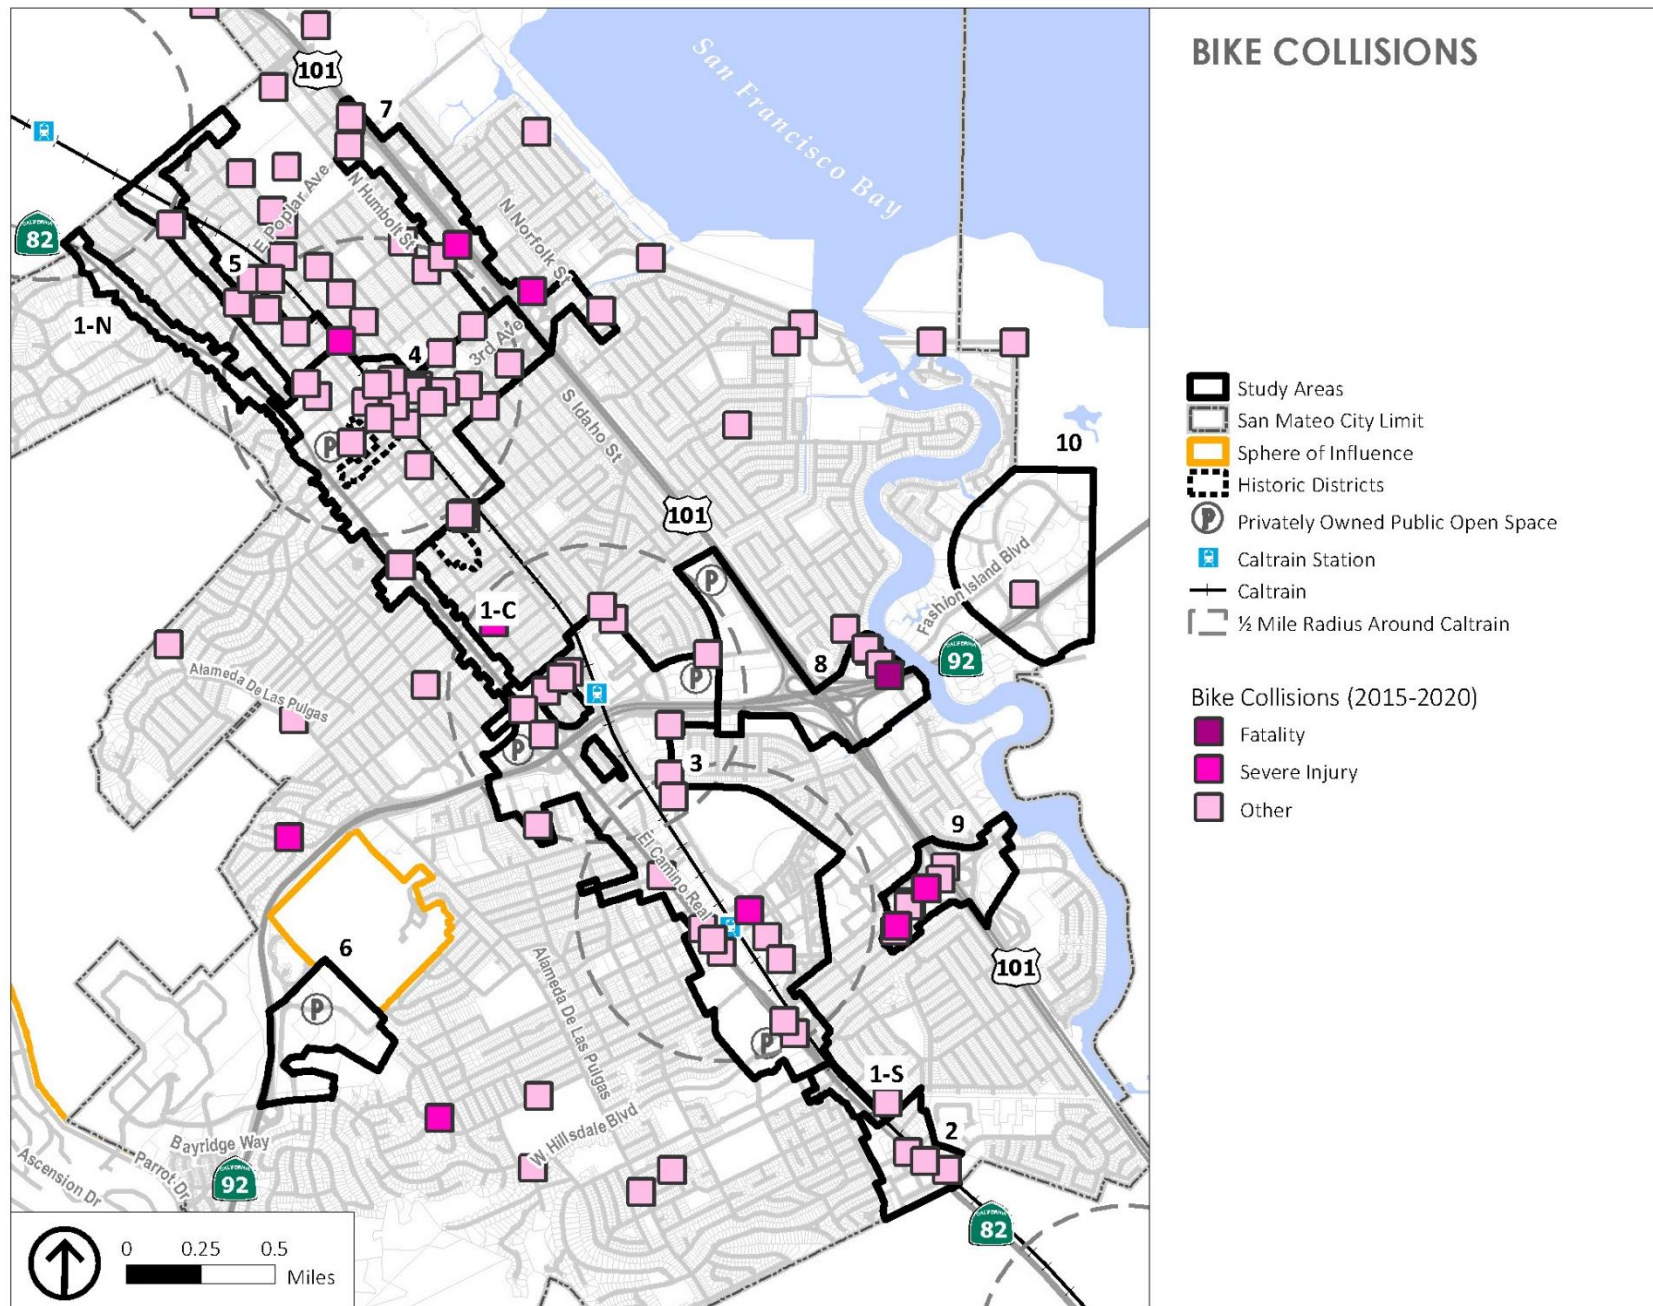 BIKE COLLISIONS
San Francisco Bay
101
7
CALIFORNIA
82
E Poplar Ave
N Humbolt St
N Norfolk St
5
1-N
4
3rd Ave
P
S Idaho St
10
101
P
Fashion Island Blvd
1-C
CALIFORNIA
92
8
P
Alameda De Las Pulgas
P
3
9
El Camino Real
6
P
101
P
Alameda De Las Pulgas
1-S
2
W Hillsdale Blvd
Bayridge Way
Ascension Dr
Parrot Dr
CALIFORNIA
92
CALIFORNIA
82
0 0.25 0.5
Miles
Study Areas
San Mateo City Limit
Sphere of Influence
Historic Districts
P Privately Owned Public Open Space
Caltrain Station
Caltrain
½ Mile Radius Around Caltrain
Bike Collisions (2015-2020)
Fatality
Severe Injury
Other